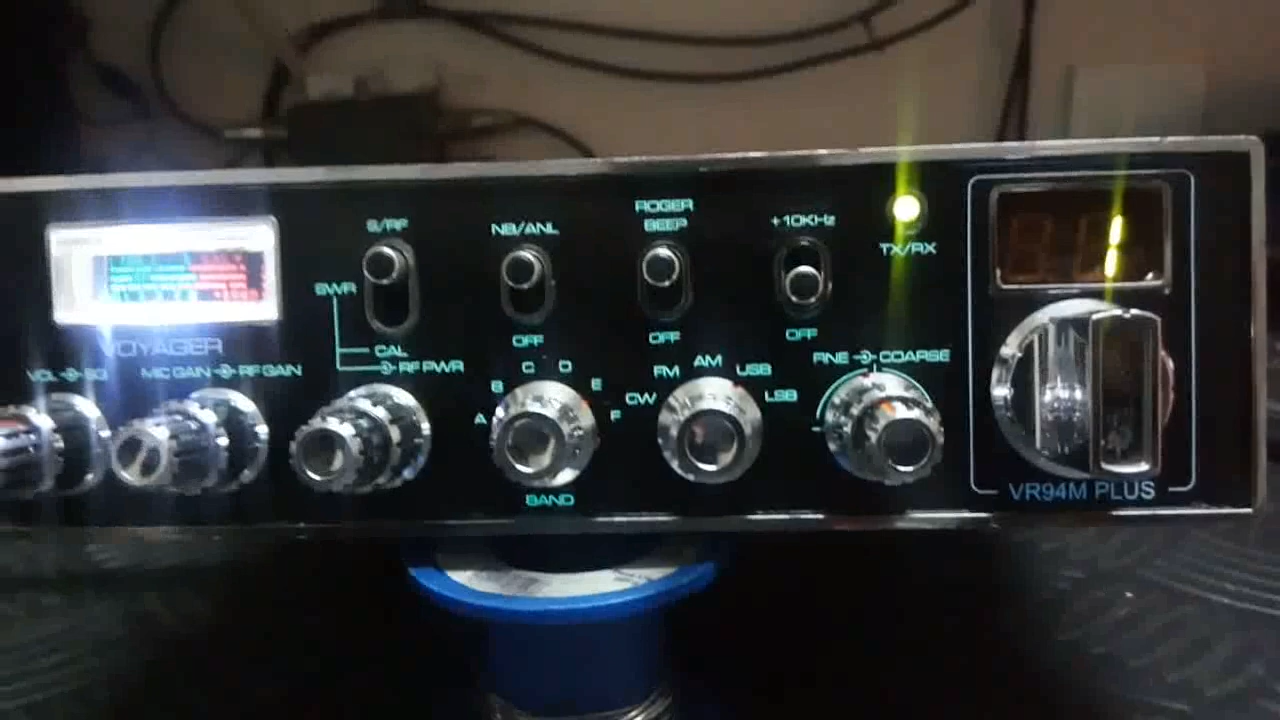 ROGER
BEEP
S/RF
NB/ANL
+10KHz
TX/RX
SWR
1
OFF
OFF
OFF
VOYAGER
CAL
RF PWR
VOL SQ
MIC GAIN RF GAIN
A B C D E F
BAND
CW FM AM USB LSB
FINE COARSE
VR94M PLUS